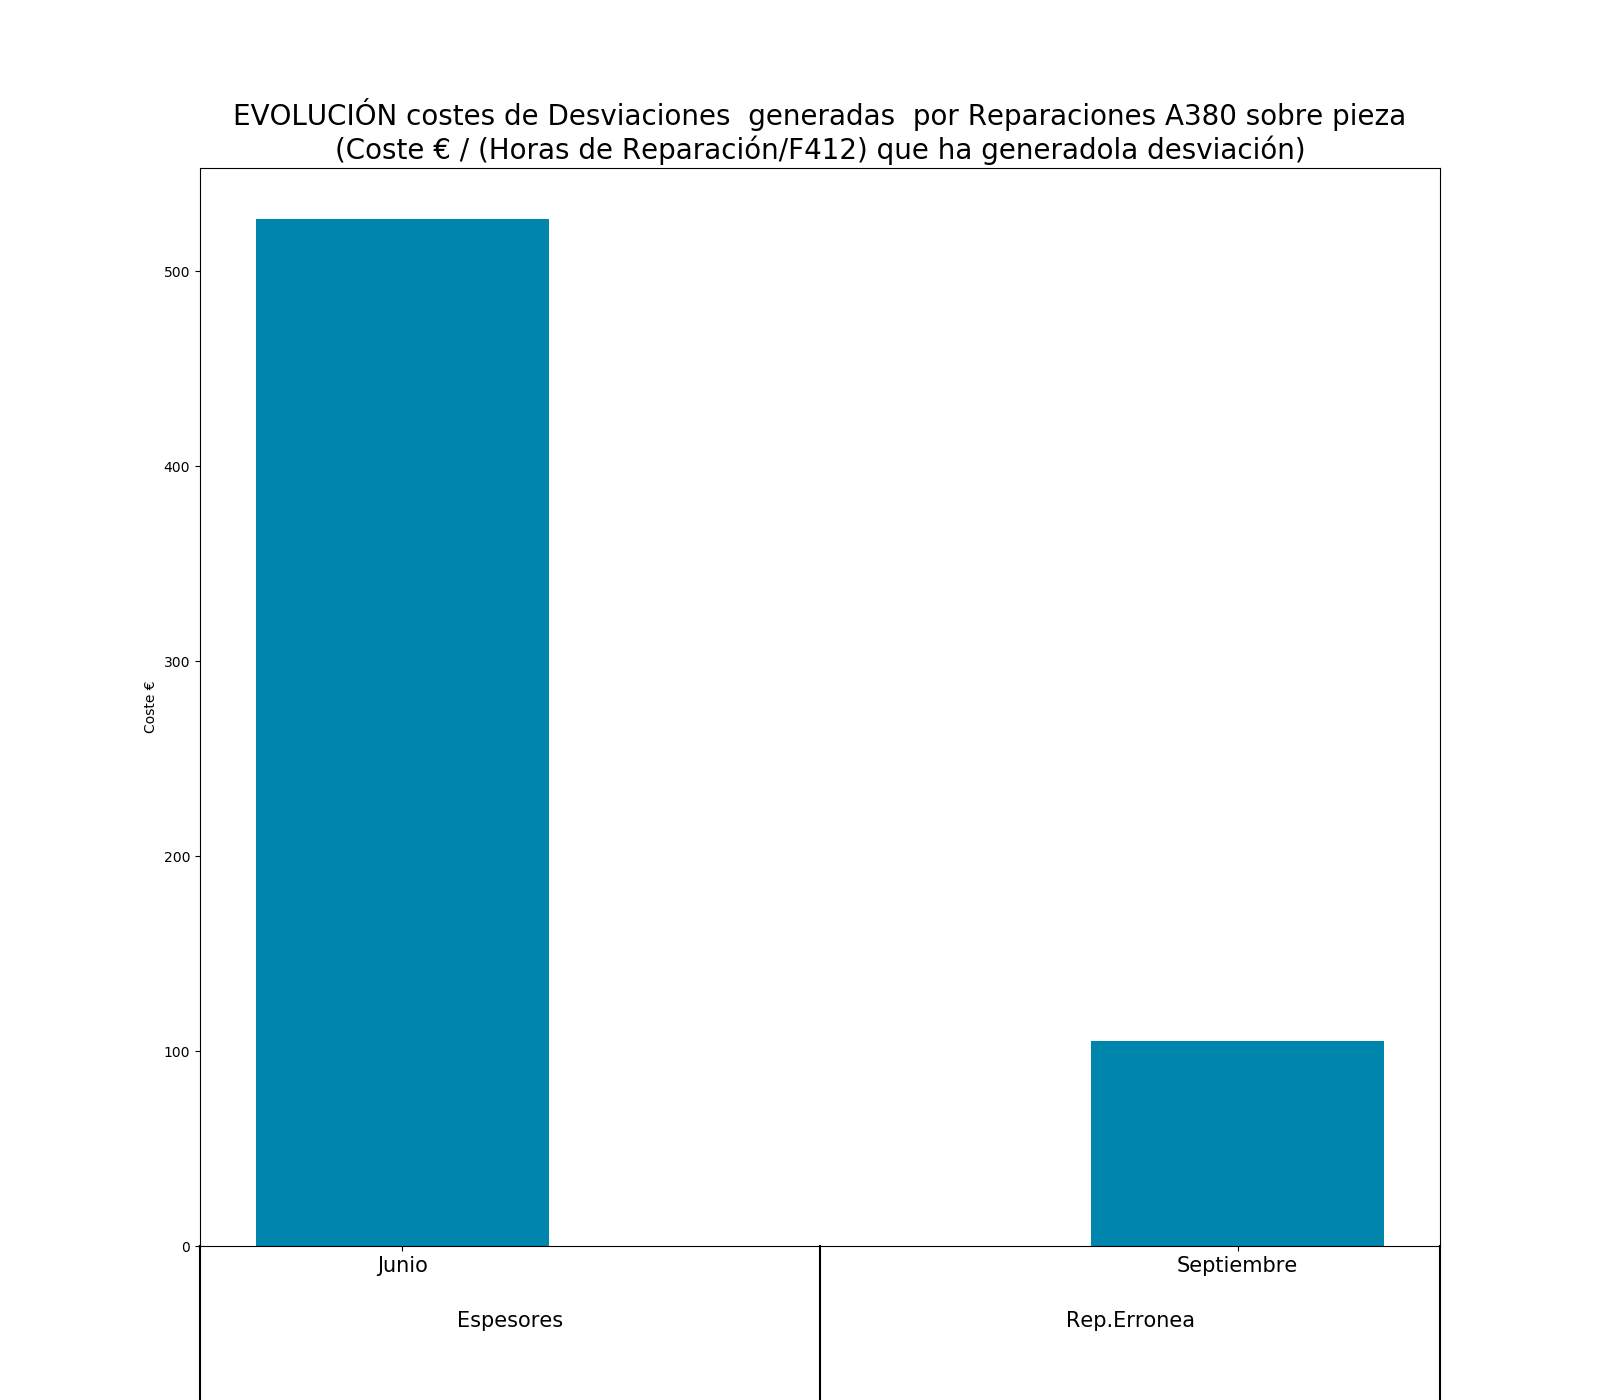 EVOLUCIÓN costes de Desviaciones  generadas  por Reparaciones A380 sobre pieza
(Coste € / (Horas de Reparación/F412) que ha generadola desviación)
500
400
300
200
100
0
Coste €
Junio
Septiembre
Espesores
Rep.Erronea